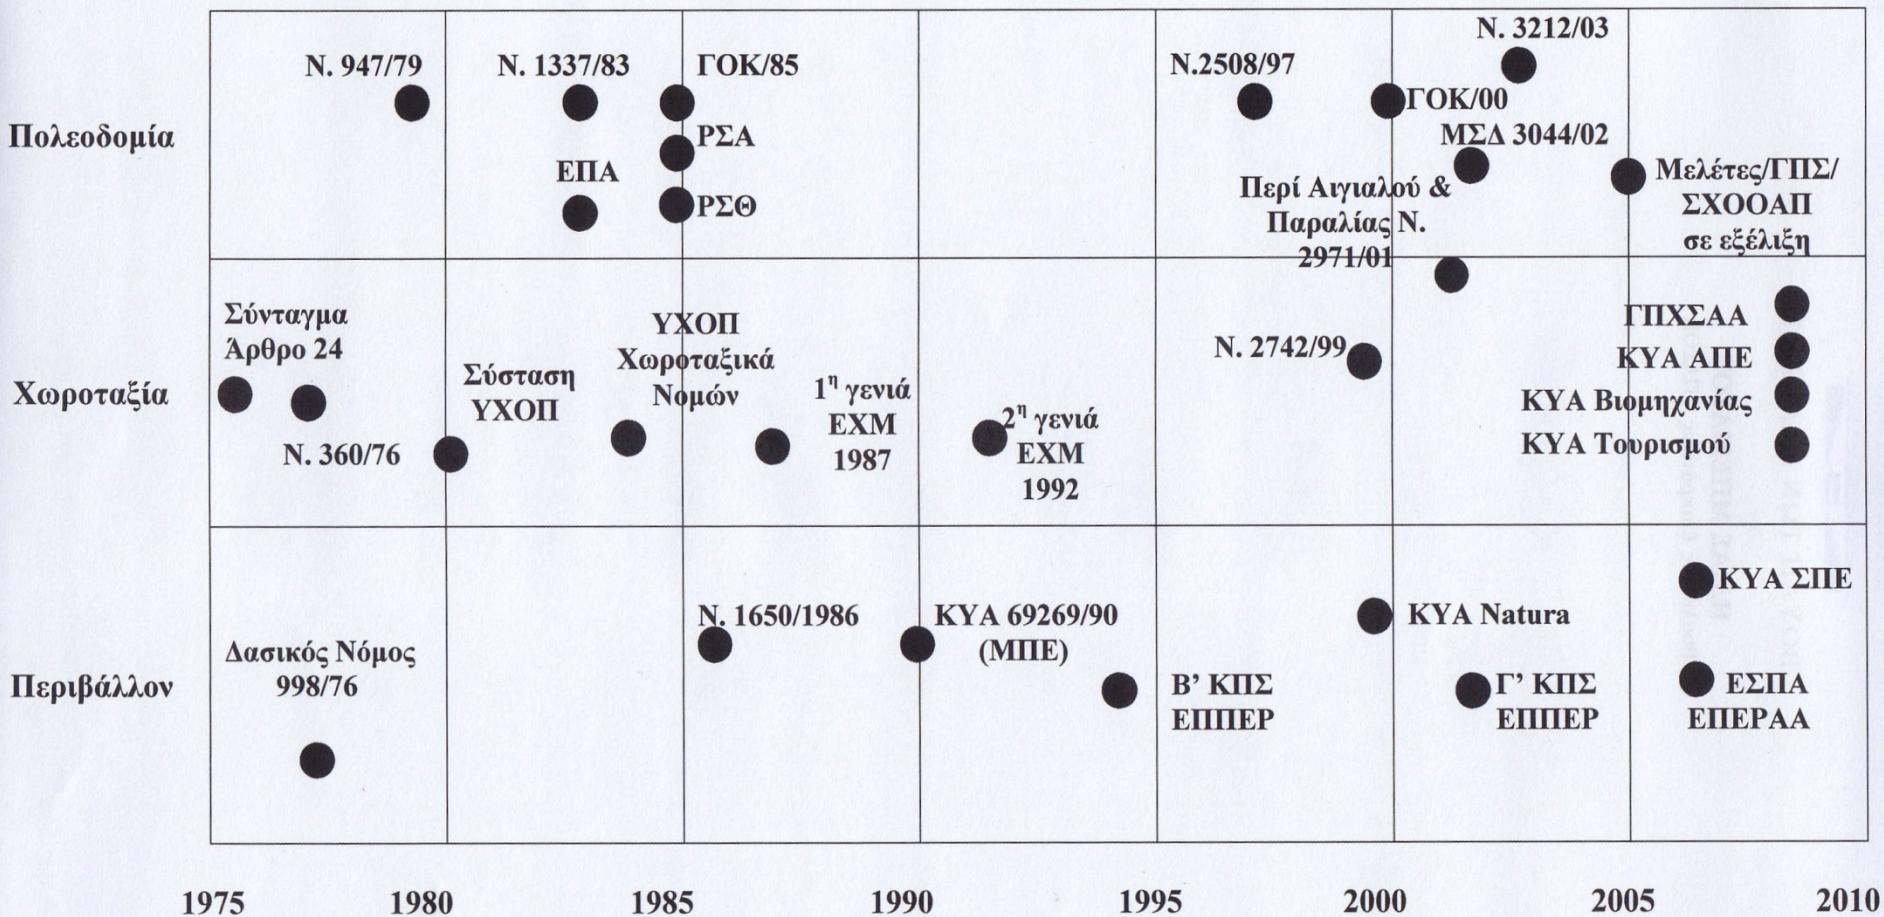 Πολεοδομία
Ν. 947/79
Ν. 1337/83
ΕΠΑ
ΓΟΚ/85
ΡΣΑ
ΡΣΘ
Ν.2508/97
ΓΟΚ/00
Ν. 3212/03
ΜΣΔ 3044/02
Περί Αιγιαλού &
Παραλίας Ν.
2971/01
Μελέτες/ΓΠΣ/
ΣΧΟΟΑΠ
σε εξέλιξη
Χωροταξία
Σύνταγμα
Άρθρο 24
Ν. 360/76
Σύσταση
ΥΧΟΠ
ΥΧΟΠ
Χωροταξικά
Νομών
1η γενιά
ΕΧΜ
1987
2η γενιά
ΕΧΜ
1992
Ν. 2742/99
ΓΠΧΣΑΑ
ΚΥΑ ΑΠΕ
ΚΥΑ Βιομηχανίας
ΚΥΑ Τουρισμού
Περιβάλλον
Δασικός Νόμος
998/76
Ν. 1650/1986
ΚΥΑ 69269/90
(ΜΠΕ)
Β’ ΚΠΣ
ΕΠΠΕΡ
ΚΥΑ Natura
Γ’ ΚΠΣ
ΕΠΠΕΡ
ΚΥΑ ΣΠΕ
ΕΣΠΑ
ΕΠΕΡΑΑ
1975 1980 1985 1990 1995 2000 2005 2010